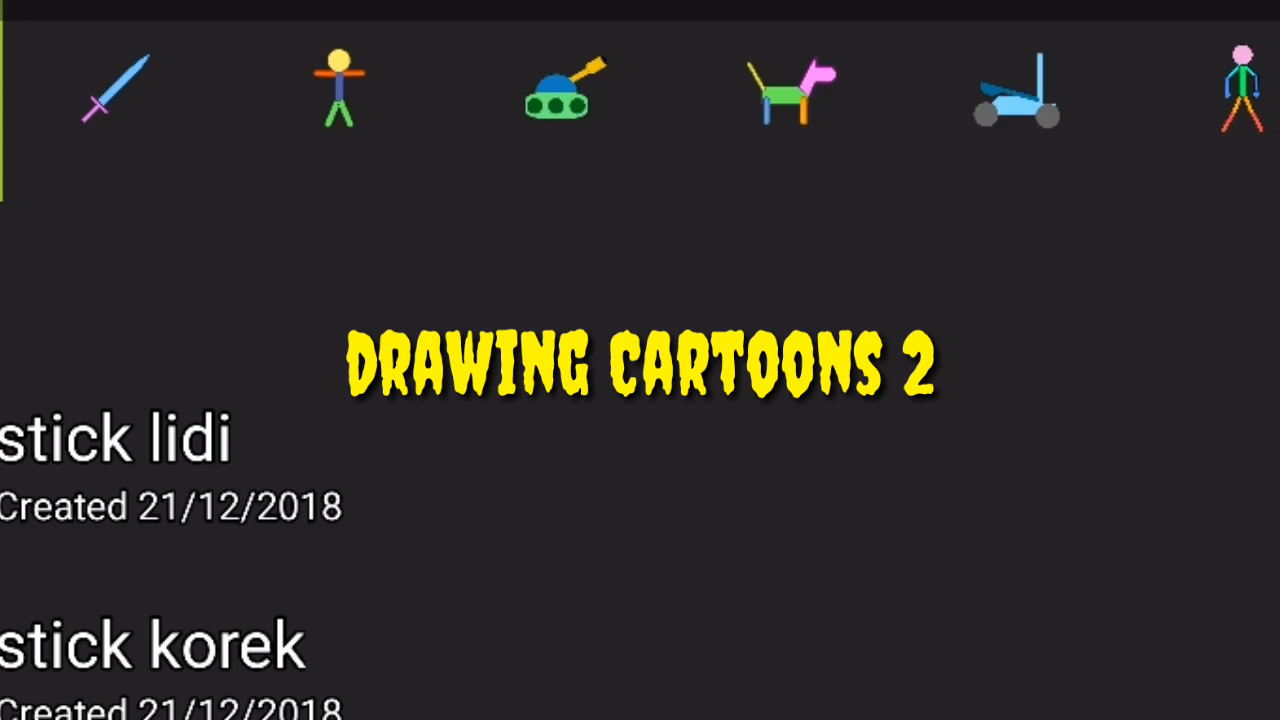 DRAWING CARTOONS 2
stick lidi
Created 21/12/2018
stick korek
Created 21/12/2018